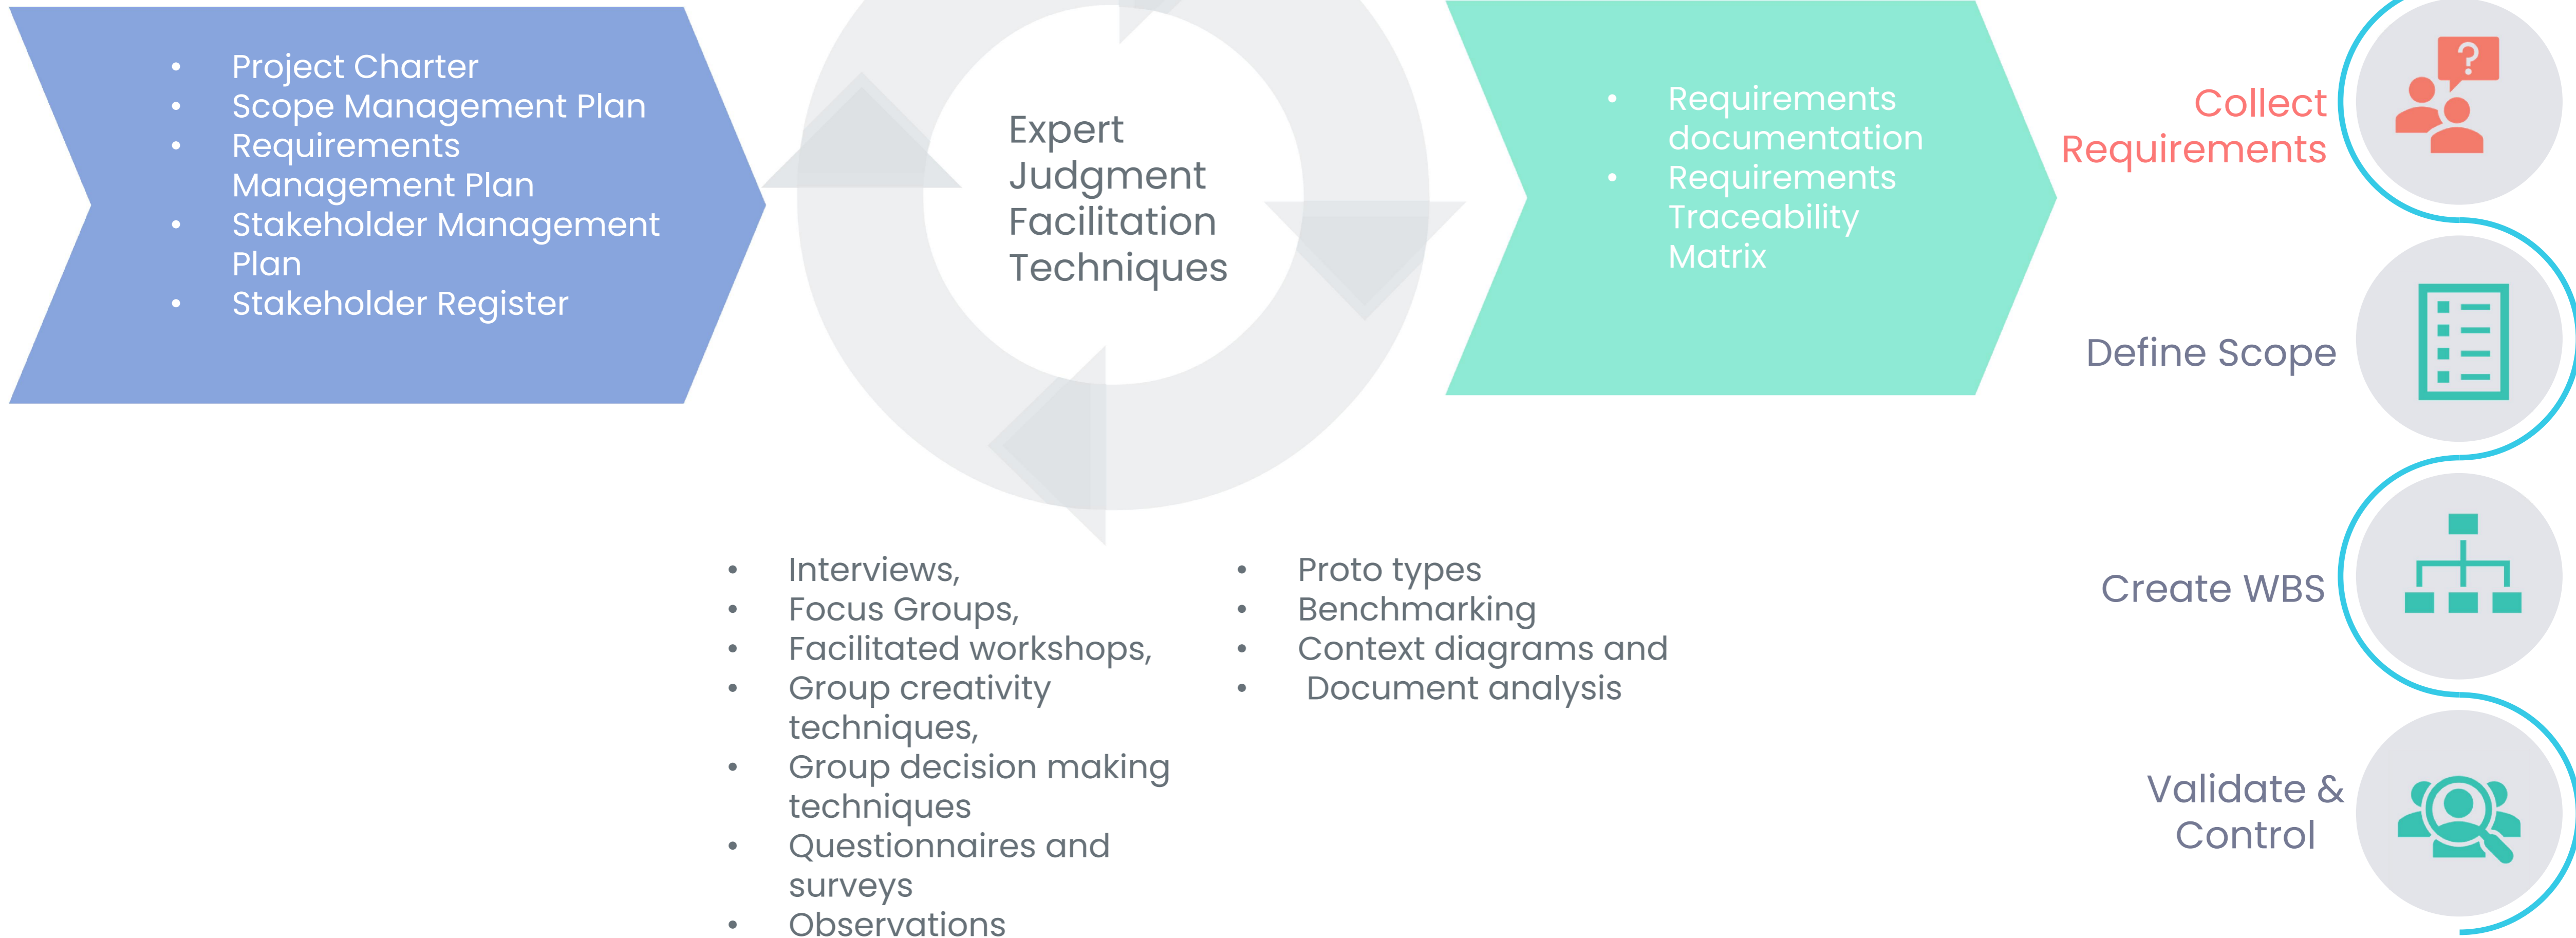 • Project Charter
• Scope Management Plan
• Requirements
Management Plan
• Stakeholder Management
Plan
• Stakeholder Register
Expert
Judgment
Facilitation
Techniques
• Requirements
documentation
• Requirements
Traceability
Matrix
• Interviews,
• Focus Groups,
• Facilitated workshops,
• Group creativity
techniques,
• Group decision making
techniques
• Questionnaires and
surveys
• Observations
• Proto types
• Benchmarking
• Context diagrams and
• Document analysis
Collect
Requirements
?
Define Scope
Create WBS
Validate &
Control